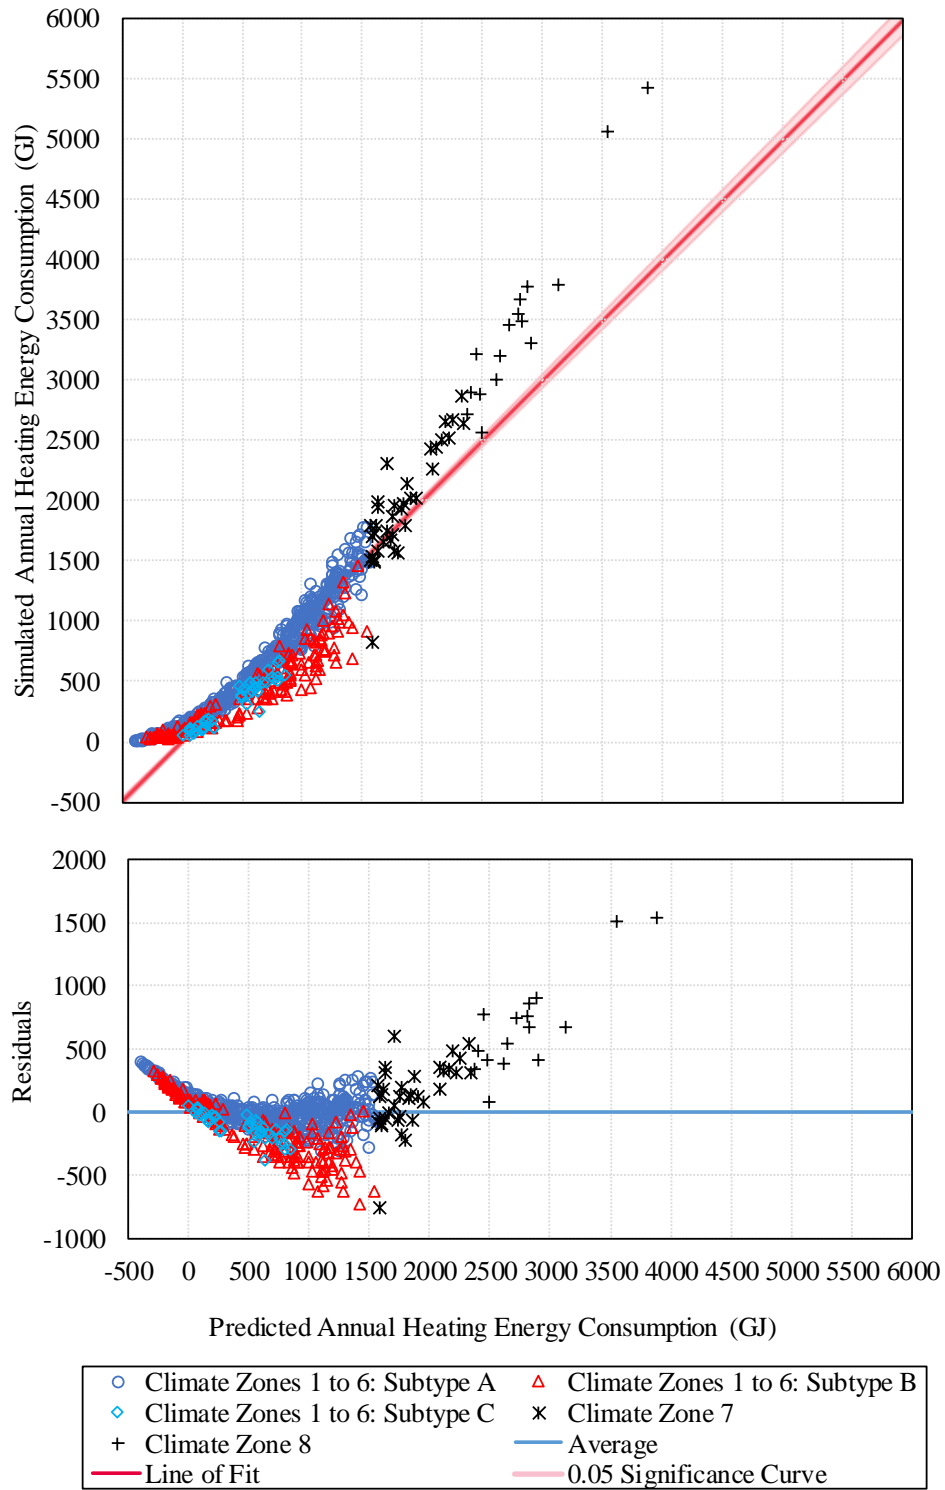 6000
5500
5000
4500
4000
3500
3000
2500
2000
1500
1000
500
0
-500
Simulated Annual Heating Energy Consumption (GJ)
2000
1500
1000
500
0
-500
-1000
Residuals
-500 0 500 1000 1500 2000 2500 3000 3500 4000 4500 5000 5500 6000
Predicted Annual Heating Energy Consumption (GJ)
Climate Zones 1 to 6: Subtype A
Climate Zones 1 to 6: Subtype B
Climate Zones 1 to 6: Subtype C
Climate Zone 7
Climate Zone 8
Average
Line of Fit
0.05 Significance Curve